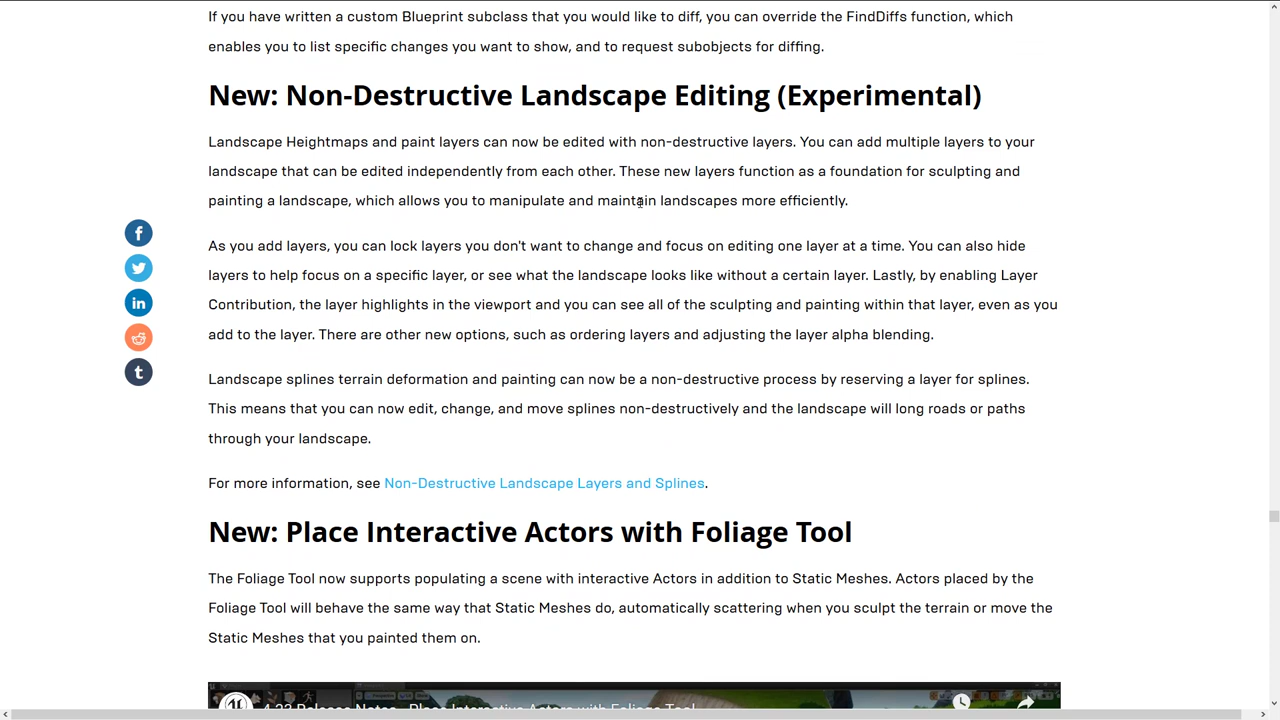 If you have written a custom Blueprint subclass that you would like to diff, you can override the FindDiffs function, which
enables you to list specific changes you want to show, and to request subobjects for diffing.
New: Non-Destructive Landscape Editing (Experimental)
Landscape Heightmaps and paint layers can now be edited with non-destructive layers. You can add multiple layers to your
landscape that can be edited independently from each other. These new layers function as a foundation for sculpting and
painting a landscape, which allows you to manipulate and maintain landscapes more efficiently.
As you add layers, you can lock layers you don't want to change and focus on editing one layer at a time. You can also hide
layers to help focus on a specific layer, or see what the landscape looks like without a certain layer. Lastly, by enabling Layer
Contribution, the layer highlights in the viewport and you can see all of the sculpting and painting within that layer, even as you
add to the layer. There are other new options, such as ordering layers and adjusting the layer alpha blending.
Landscape splines terrain deformation and painting can now be a non-destructive process by reserving a layer for splines.
This means that you can now edit, change, and move splines non-destructively and the landscape will long roads or paths
through your landscape.
For more information, see Non-Destructive Landscape Layers and Splines.
New: Place Interactive Actors with Foliage Tool
The Foliage Tool now supports populating a scene with interactive Actors in addition to Static Meshes. Actors placed by the
Foliage Tool will behave the same way that Static Meshes do, automatically scattering when you sculpt the terrain or move the
Static Meshes that you painted them on.
4.23 Release Notes - Place Interactive Actors with Foliage Tool